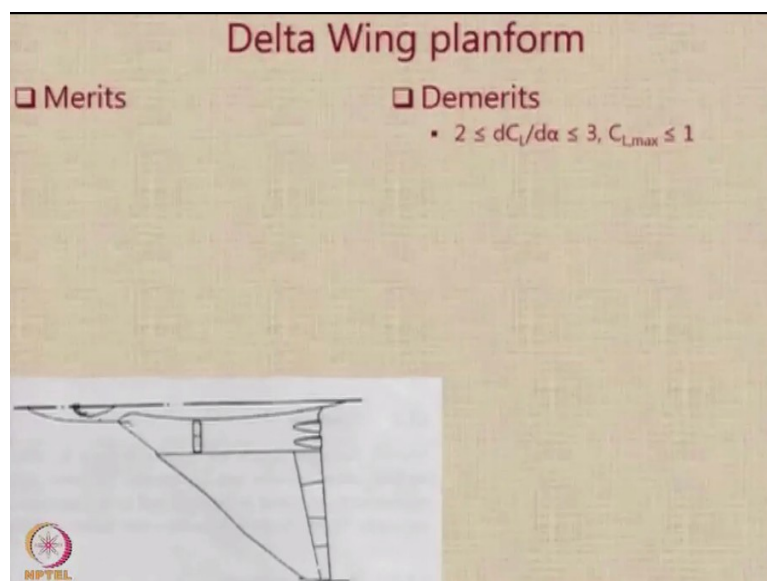 Delta Wing planform
❑ Merits
❑ Demerits
▪ 2 ≤ dC_L/dα ≤ 3, C_L,max ≤ 1
NPTEL